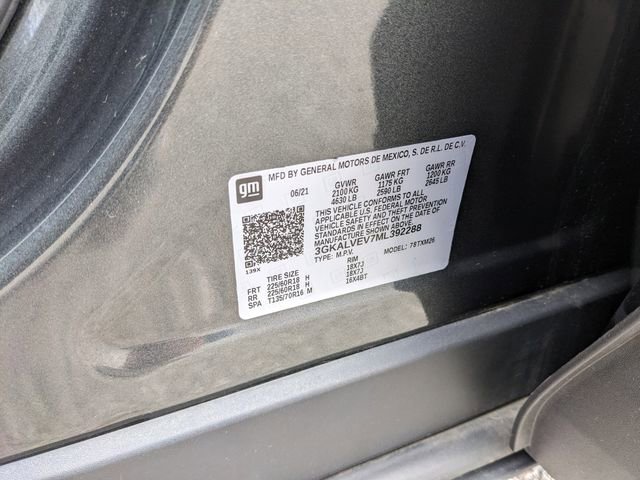 MFD BY GENERAL MOTORS DE MEXICO, S. DE R.L. DE C.V.
gm
06/21 GVWR GAWR FRT GAWR RR
2100 KG 1175 KG 1200 KG
4630 LB 2590 LB 2645 LB
THIS VEHICLE CONFORMS TO ALL
APPLICABLE U.S. FEDERAL MOTOR
VEHICLE SAFETY AND THEFT PREVENTION
STANDARDS IN EFFECT ON THE DATE OF
MANUFACTURE SHOWN ABOVE.
3GKALVEV7ML392288
TYPE: M.P.V. MODEL: 78TXM26
139X
TIRE SIZE RIM
FRT 225/60R18 H 18X7J
RR 225/60R18 H 18X7J
SPA T135/70R16 M 16X4BT